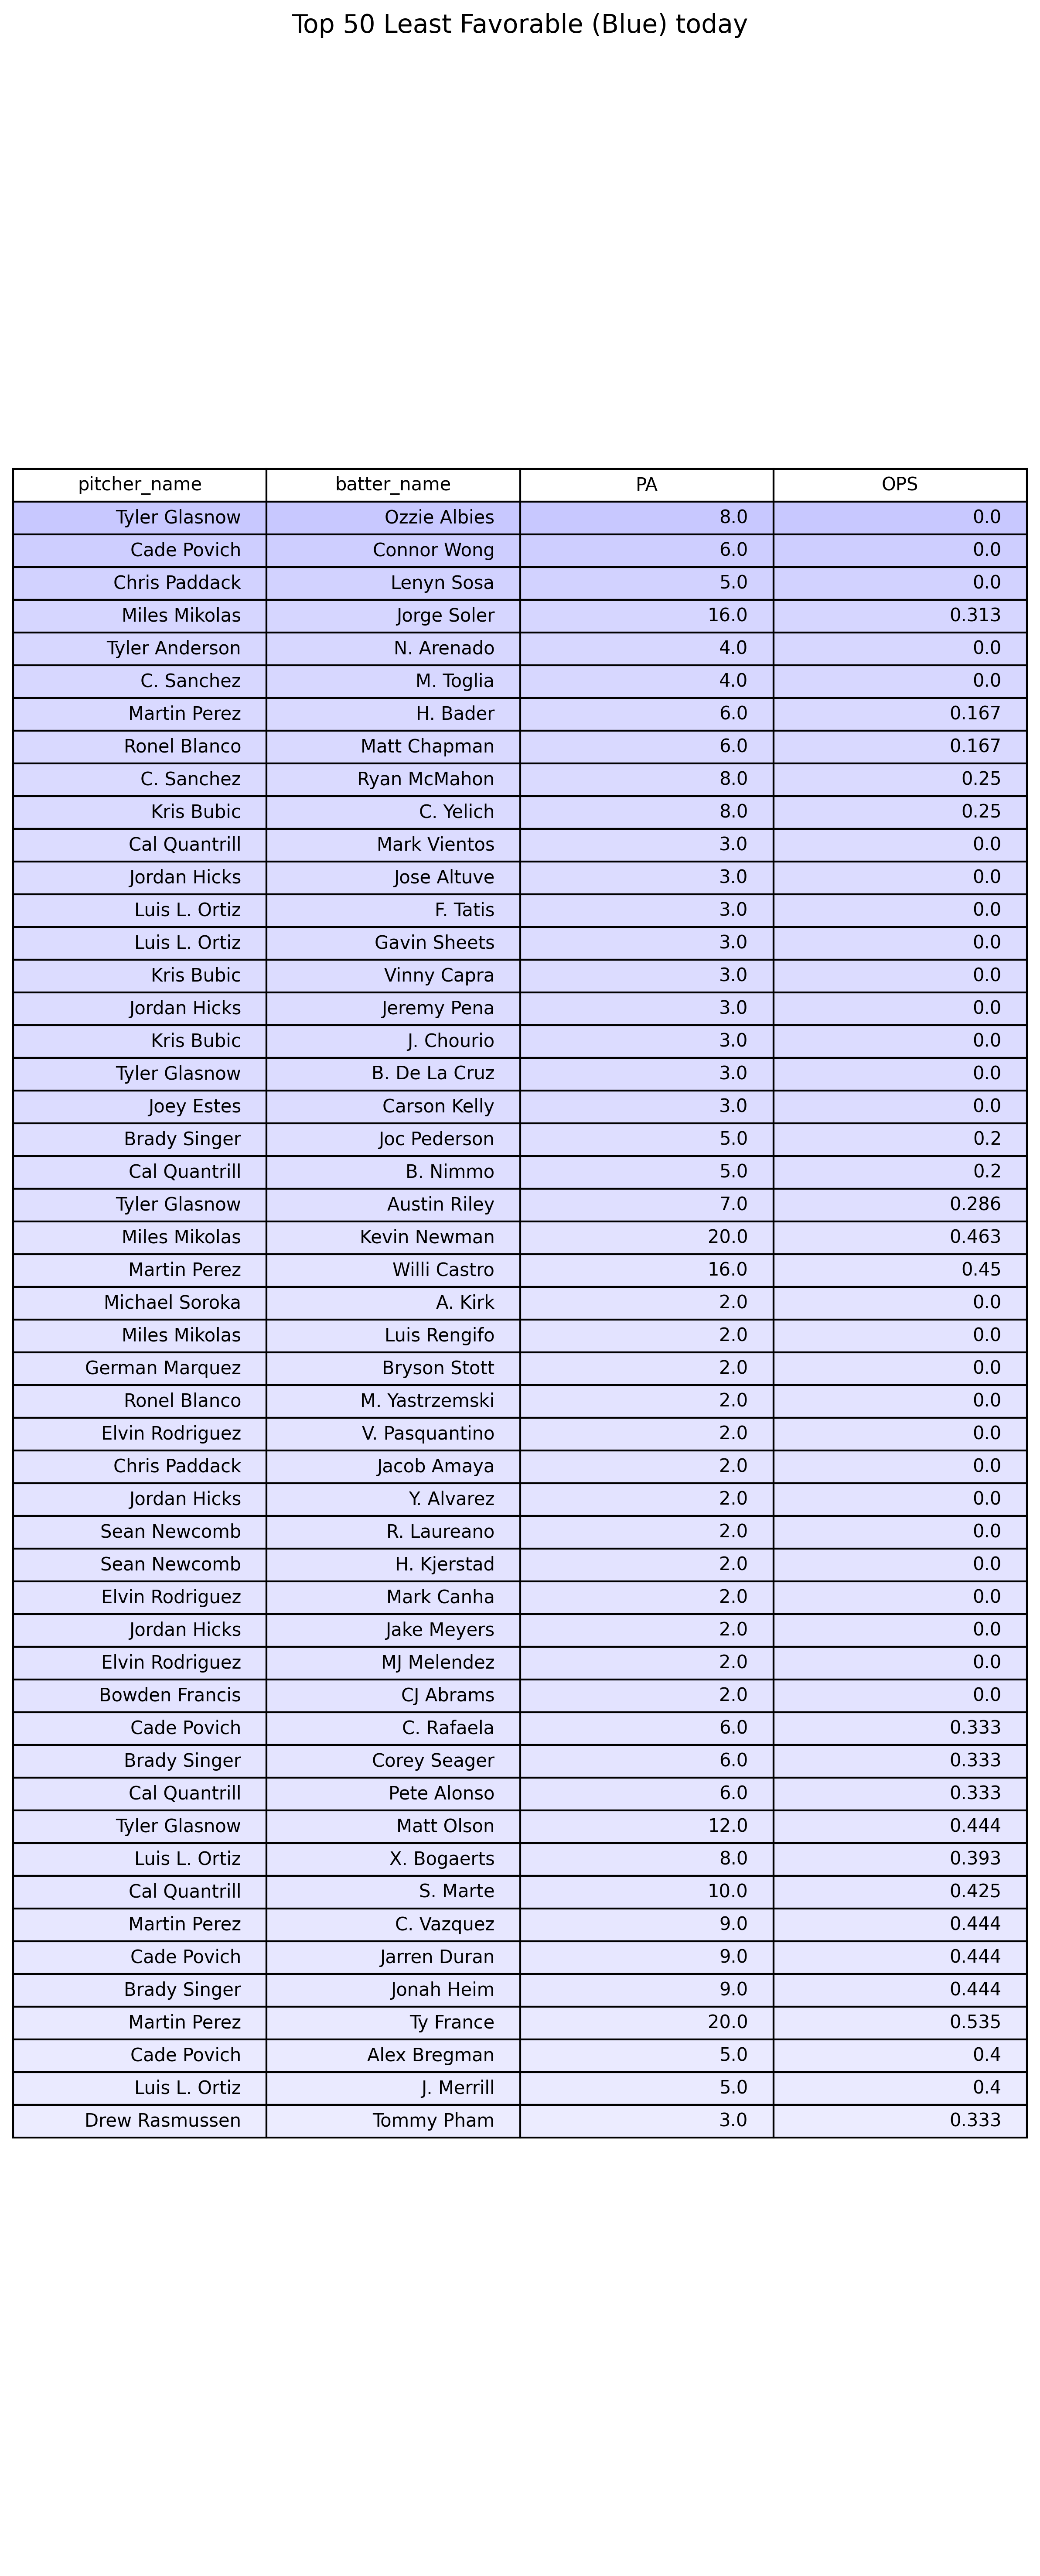 Top 50 Least Favorable (Blue) today
pitcher_name batter_name PA OPS
Tyler Glasnow Ozzie Albies 8.0 0.0
Cade Povich Connor Wong 6.0 0.0
Chris Paddack Lenyn Sosa 5.0 0.0
Miles Mikolas Jorge Soler 16.0 0.313
Tyler Anderson N. Arenado 4.0 0.0
C. Sanchez M. Toglia 4.0 0.0
Martin Perez H. Bader 6.0 0.167
Ronel Blanco Matt Chapman 6.0 0.167
C. Sanchez Ryan McMahon 8.0 0.25
Kris Bubic C. Yelich 8.0 0.25
Cal Quantrill Mark Vientos 3.0 0.0
Jordan Hicks Jose Altuve 3.0 0.0
Luis L. Ortiz F. Tatis 3.0 0.0
Luis L. Ortiz Gavin Sheets 3.0 0.0
Kris Bubic Vinny Capra 3.0 0.0
Jordan Hicks Jeremy Pena 3.0 0.0
Kris Bubic J. Chourio 3.0 0.0
Tyler Glasnow B. De La Cruz 3.0 0.0
Joey Estes Carson Kelly 3.0 0.0
Brady Singer Joc Pederson 5.0 0.2
Cal Quantrill B. Nimmo 5.0 0.2
Tyler Glasnow Austin Riley 7.0 0.286
Miles Mikolas Kevin Newman 20.0 0.463
Martin Perez Willi Castro 16.0 0.45
Michael Soroka A. Kirk 2.0 0.0
Miles Mikolas Luis Rengifo 2.0 0.0
German Marquez Bryson Stott 2.0 0.0
Ronel Blanco M. Yastrzemski 2.0 0.0
Elvin Rodriguez V. Pasquantino 2.0 0.0
Chris Paddack Jacob Amaya 2.0 0.0
Jordan Hicks Y. Alvarez 2.0 0.0
Sean Newcomb R. Laureano 2.0 0.0
Sean Newcomb H. Kjerstad 2.0 0.0
Elvin Rodriguez Mark Canha 2.0 0.0
Jordan Hicks Jake Meyers 2.0 0.0
Elvin Rodriguez MJ Melendez 2.0 0.0
Bowden Francis CJ Abrams 2.0 0.0
Cade Povich C. Rafaela 6.0 0.333
Brady Singer Corey Seager 6.0 0.333
Cal Quantrill Pete Alonso 6.0 0.333
Tyler Glasnow Matt Olson 12.0 0.444
Luis L. Ortiz X. Bogaerts 8.0 0.393
Cal Quantrill S. Marte 10.0 0.425
Martin Perez C. Vazquez 9.0 0.444
Cade Povich Jarren Duran 9.0 0.444
Brady Singer Jonah Heim 9.0 0.444
Martin Perez Ty France 20.0 0.535
Cade Povich Alex Bregman 5.0 0.4
Luis L. Ortiz J. Merrill 5.0 0.4
Drew Rasmussen Tommy Pham 3.0 0.333